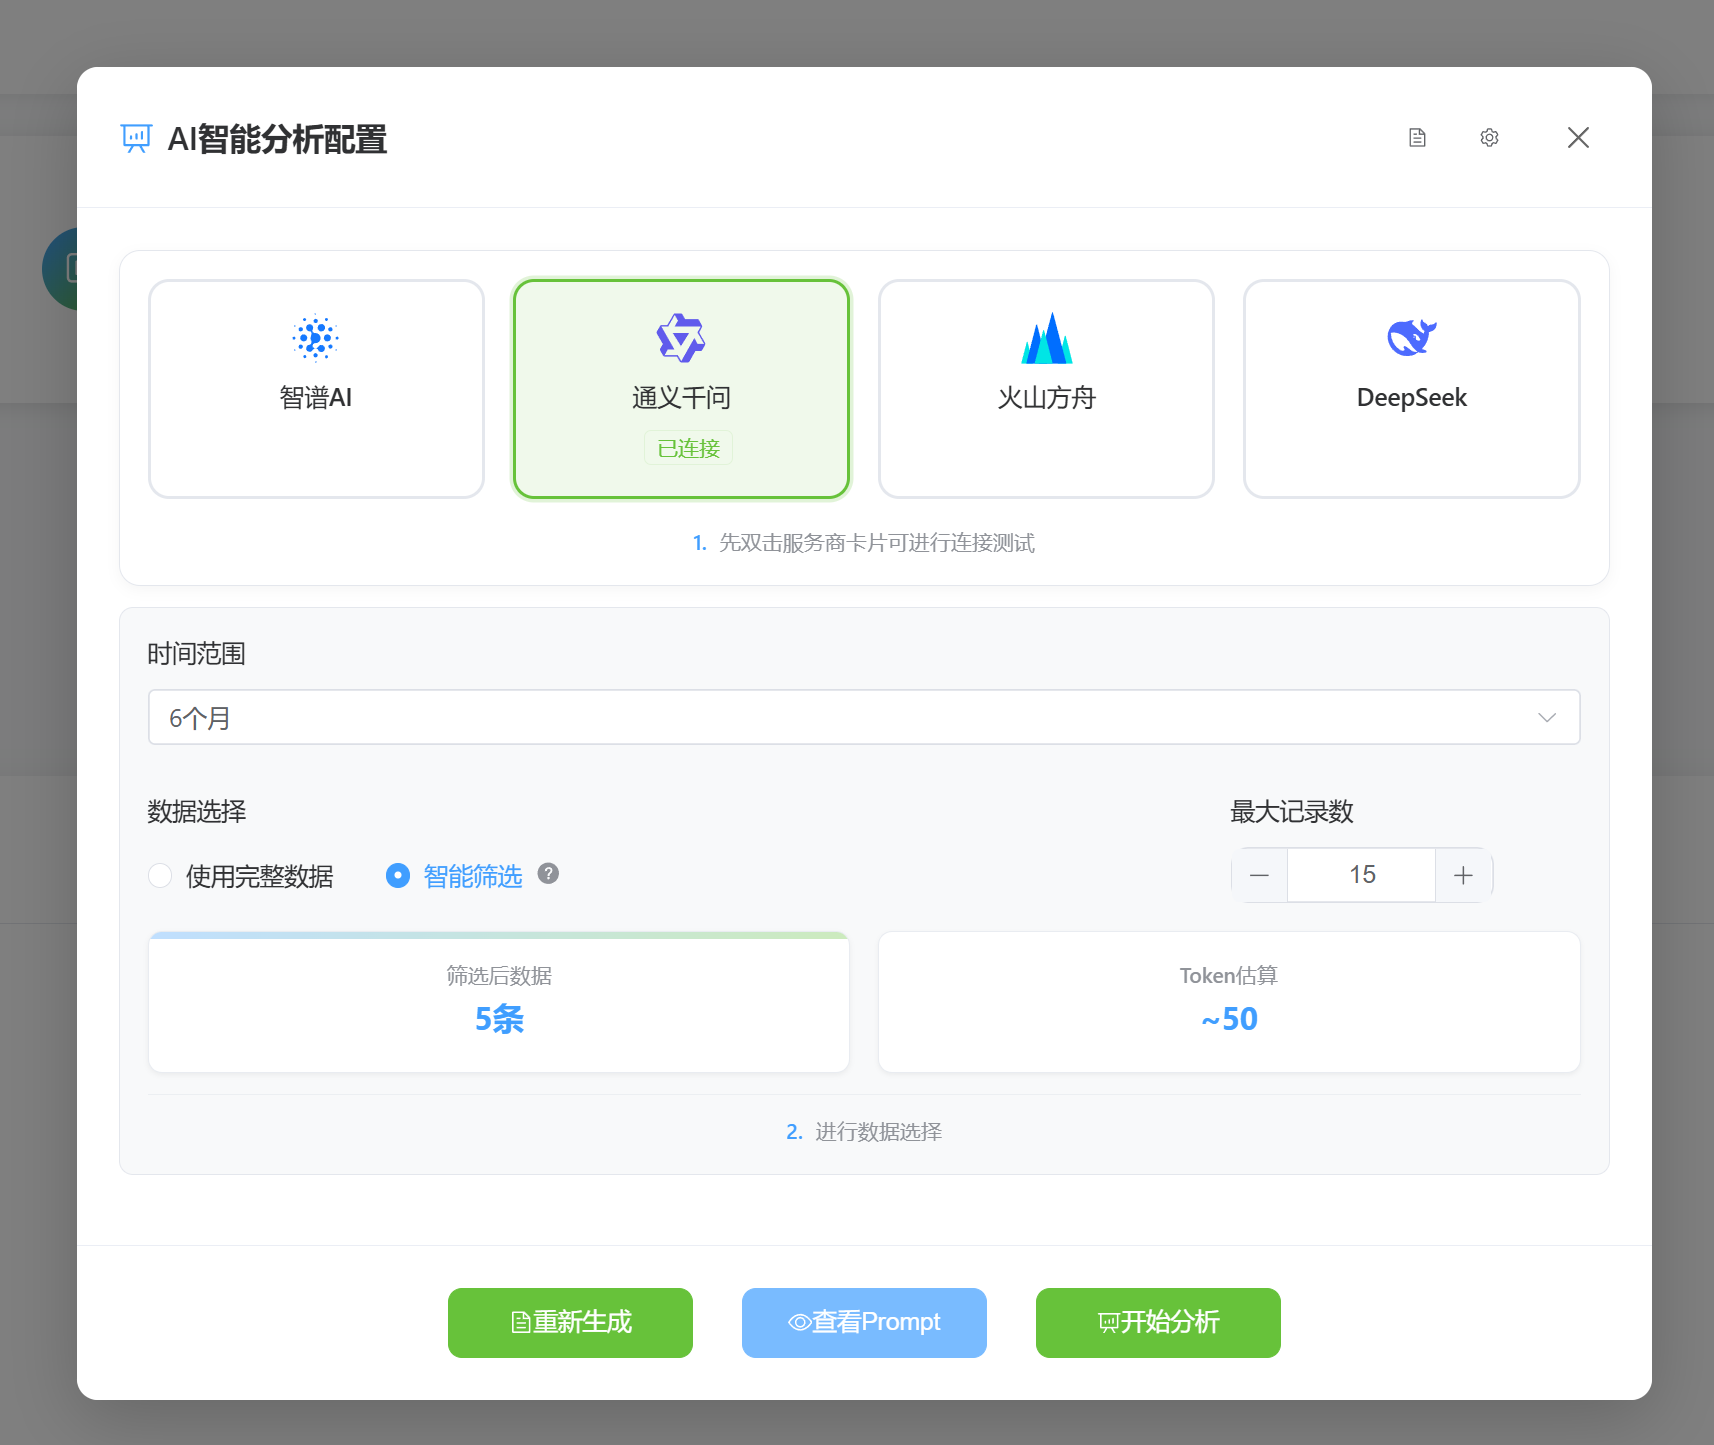 AI智能分析配置
智谱AI
通义千问
已连接
火山方舟
DeepSeek
1. 先双击服务商卡片可进行连接测试
时间范围
6个月
数据选择
最大记录数
使用完整数据
智能筛选
?
15
筛选后数据
5条
Token估算
~50
2. 进行数据选择
重新生成
查看Prompt
开始分析